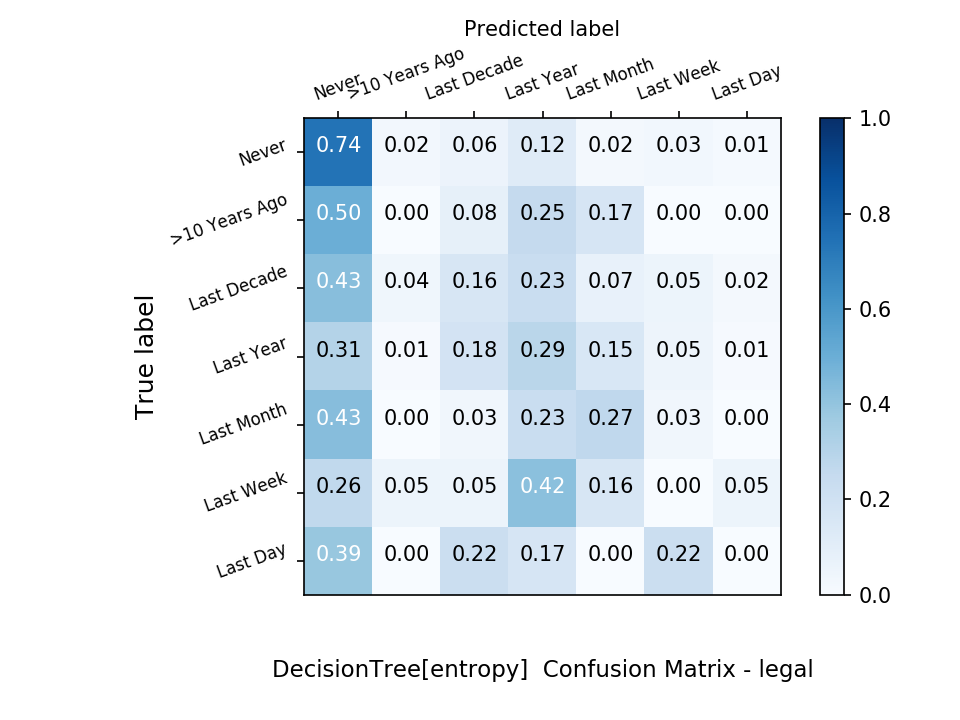 Predicted label
Never >10 Years Ago Last Decade Last Year Last Month Last Week Last Day
Never 0.74 0.02 0.06 0.12 0.02 0.03 0.01
>10 Years Ago 0.50 0.00 0.08 0.25 0.17 0.00 0.00
Last Decade 0.43 0.04 0.16 0.23 0.07 0.05 0.02
Last Year 0.31 0.01 0.18 0.29 0.15 0.05 0.01
Last Month 0.43 0.00 0.03 0.23 0.27 0.03 0.00
Last Week 0.26 0.05 0.05 0.42 0.16 0.00 0.05
Last Day 0.39 0.00 0.22 0.17 0.00 0.22 0.00
True label
1.0
0.8
0.6
0.4
0.2
0.0
DecisionTree[entropy]  Confusion Matrix - legal